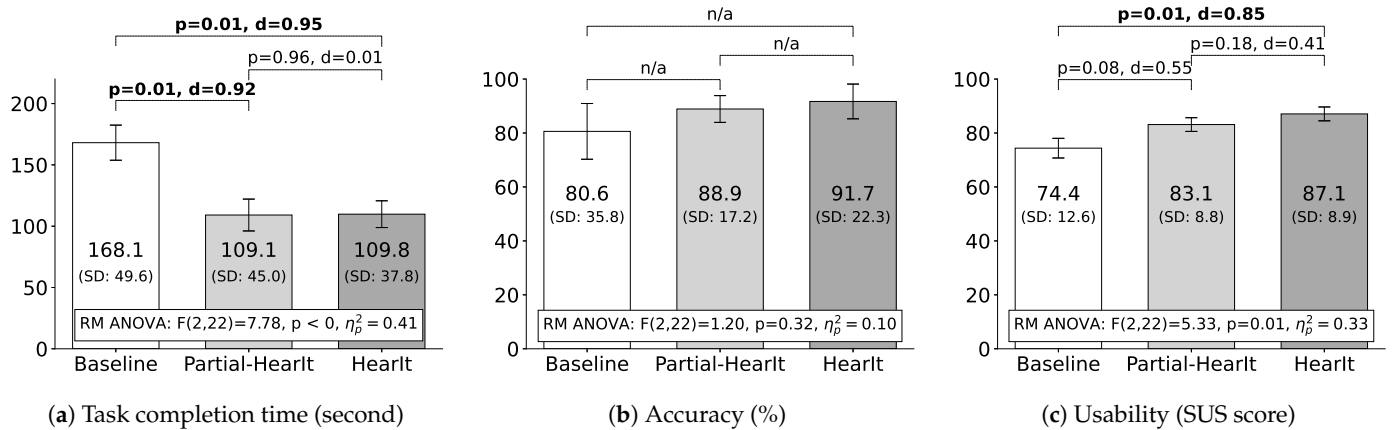 p=0.01, d=0.95
p=0.96, d=0.01
p=0.01, d=0.92
200
150
100
50
0
168.1
(SD: 49.6)
109.1
(SD: 45.0)
109.8
(SD: 37.8)
RM ANOVA: F(2,22)=7.78, p < 0, η²ₚ = 0.41
Baseline Partial-HearIt HearIt
(a) Task completion time (second)
n/a
n/a
n/a
100
80
60
40
20
0
80.6
(SD: 35.8)
88.9
(SD: 17.2)
91.7
(SD: 22.3)
RM ANOVA: F(2,22)=1.20, p=0.32, η²ₚ = 0.10
Baseline Partial-HearIt HearIt
(b) Accuracy (%)
p=0.01, d=0.85
p=0.18, d=0.41
p=0.08, d=0.55
100
80
60
40
20
0
74.4
(SD: 12.6)
83.1
(SD: 8.8)
87.1
(SD: 8.9)
RM ANOVA: F(2,22)=5.33, p=0.01, η²ₚ = 0.33
Baseline Partial-HearIt HearIt
(c) Usability (SUS score)